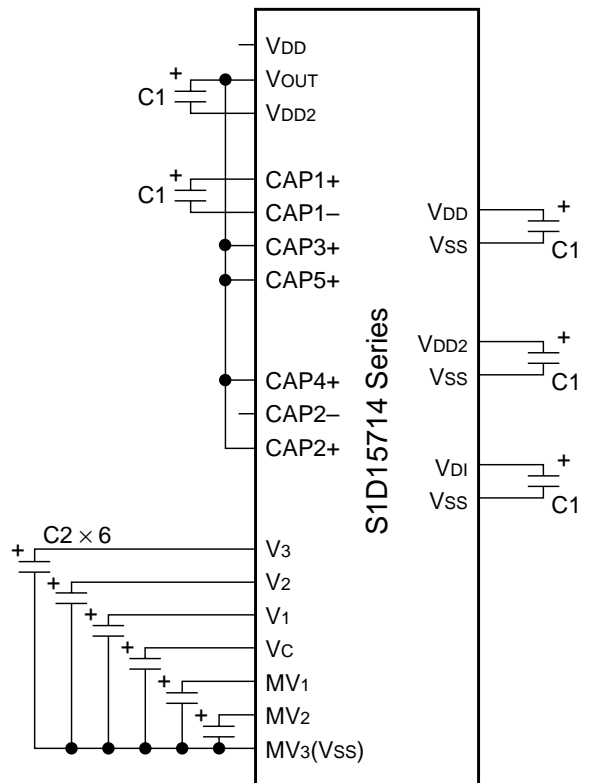 VDD
+
VOUT
C1
VDD2
+
CAP1+
C1
CAP1–
CAP3+
CAP5+
CAP4+
CAP2–
CAP2+
C2 × 6
+
V3
+
V2
+
V1
+
VC
+
MV1
+
MV2
MV3(VSS)
S1D15714 Series
VDD
+
VSS
C1
VDD2
+
VSS
C1
VDI
+
VSS
C1